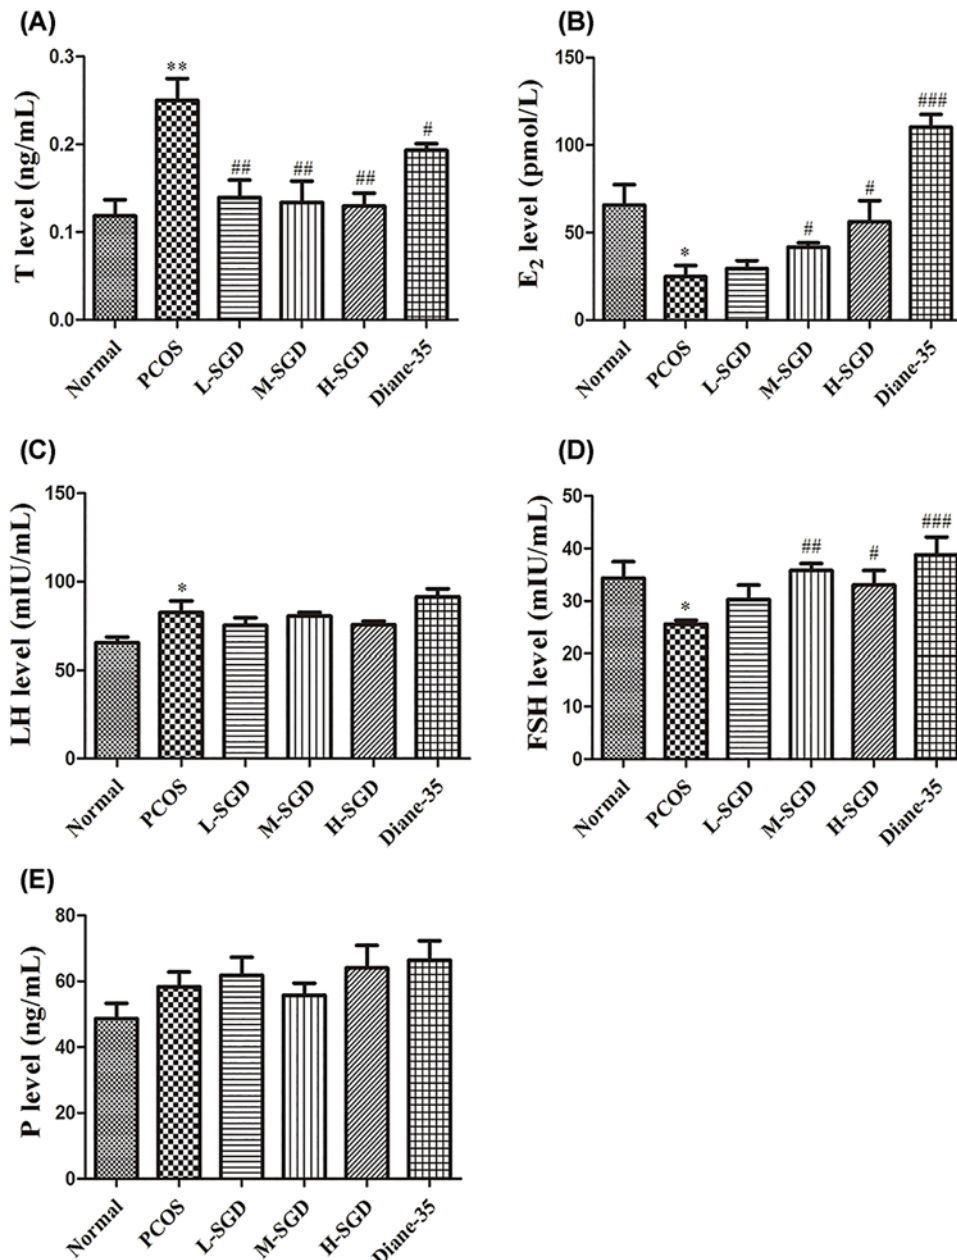 (A)
T level (ng/mL)
0.3
0.2
0.1
0.0
**
##
##
##
#
Normal
PCOS
L-SGD
M-SGD
H-SGD
Diane-35
(B)
E₂ level (pmol/L)
150
100
50
0
*
#
#
###
Normal
PCOS
L-SGD
M-SGD
H-SGD
Diane-35
(C)
LH level (mIU/mL)
150
100
50
0
*
Normal
PCOS
L-SGD
M-SGD
H-SGD
Diane-35
(D)
FSH level (mIU/mL)
50
40
30
20
10
0
*
##
#
###
Normal
PCOS
L-SGD
M-SGD
H-SGD
Diane-35
(E)
P level (ng/mL)
80
60
40
20
0
Normal
PCOS
L-SGD
M-SGD
H-SGD
Diane-35